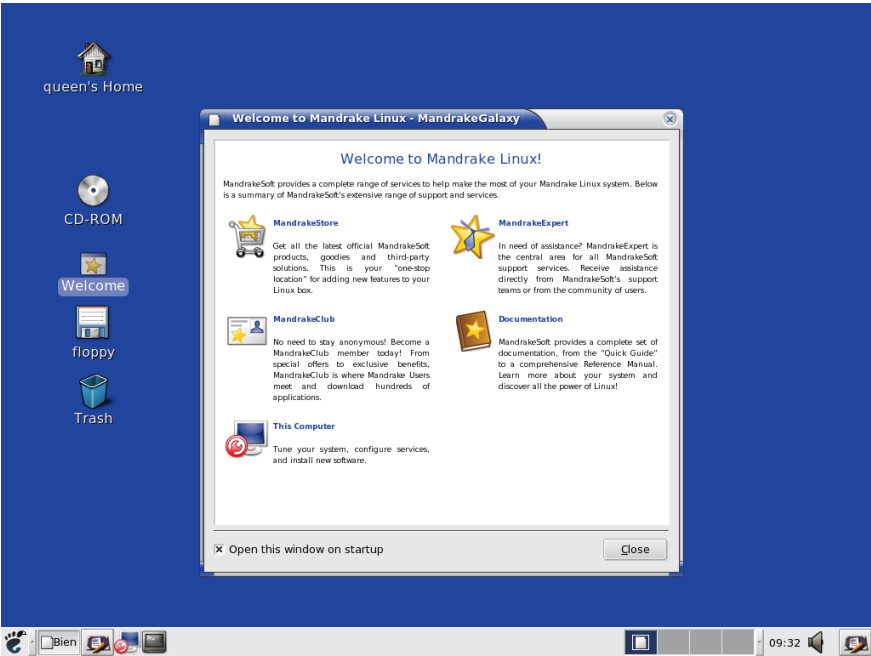 queen's Home
CD-ROM
Welcome
floppy
Trash
Welcome to Mandrake Linux - MandrakeGalaxy
Welcome to Mandrake Linux!
MandrakeSoft provides a complete range of services to help make the most of your Mandrake Linux system. Below
is a summary of MandrakeSoft's extensive range of support and services.
MandrakeStore
Get all the latest official MandrakeSoft
products, goodies and third-party
solutions. This is your "one-stop
location" for adding new features to your
Linux box.
MandrakeExpert
In need of assistance? MandrakeExpert is
the central area for all MandrakeSoft
support services. Receive assistance
directly from MandrakeSoft's support
teams or from the community of users.
MandrakeClub
No need to stay anonymous! Become a
MandrakeClub member today! From
special offers to exclusive benefits,
MandrakeClub is where Mandrake Users
meet and download hundreds of
applications.
Documentation
MandrakeSoft provides a complete set of
documentation, from the "Quick Guide"
to a comprehensive Reference Manual.
Learn more about your system and
discover all the power of Linux!
This Computer
Tune your system, configure services,
and install new software.
Open this window on startup
Close
Bien
09:32